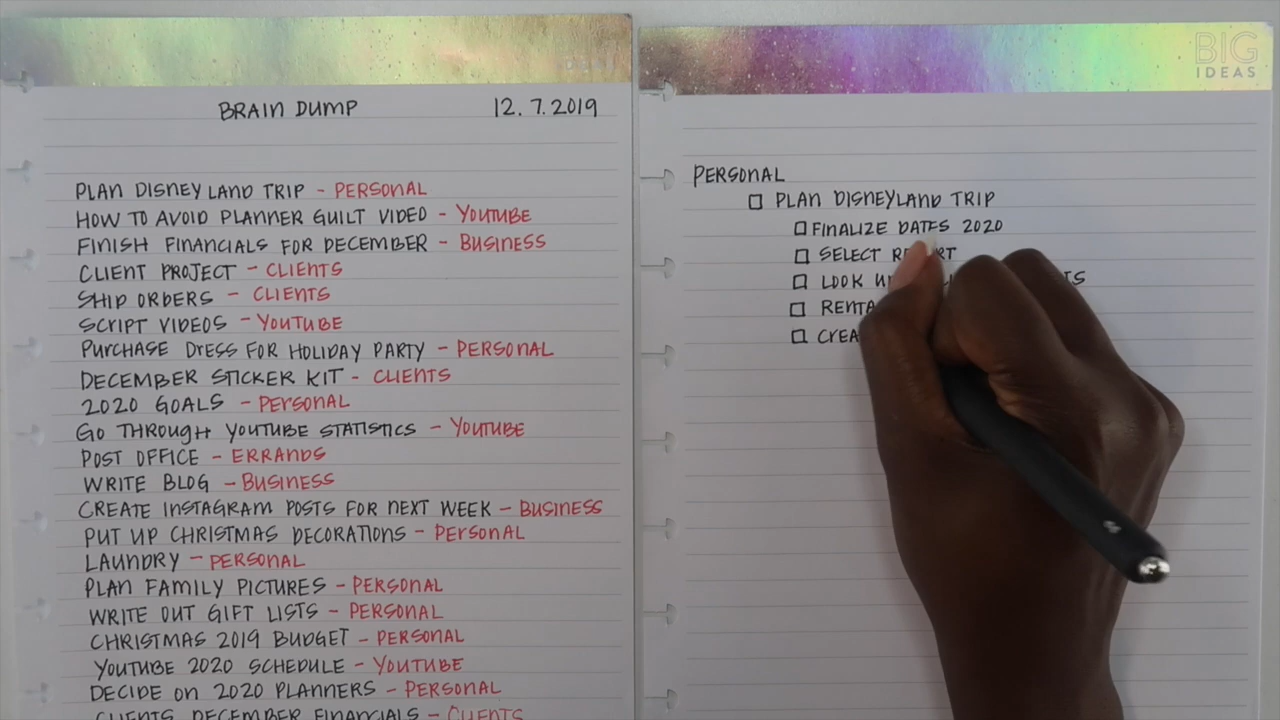 BRAIN DUMP 12.7.2019
PLAN DISNEYLAND TRIP - PERSONAL
HOW TO AVOID PLANNER GUILT VIDEO - YOUTUBE
FINISH FINANCIALS FOR DECEMBER - BUSINESS
CLIENT PROJECT - CLIENTS
SHIP ORDERS - CLIENTS
SCRIPT VIDEOS - YOUTUBE
PURCHASE DRESS FOR HOLIDAY PARTY - PERSONAL
DECEMBER STICKER KIT - CLIENTS
2020 GOALS - PERSONAL
GO THROUGH YOUTUBE STATISTICS - YOUTUBE
POST OFFICE - ERRANDS
WRITE BLOG - BUSINESS
CREATE INSTAGRAM POSTS FOR NEXT WEEK - BUSINESS
PUT UP CHRISTMAS DECORATIONS - PERSONAL
LAUNDRY - PERSONAL
PLAN FAMILY PICTURES - PERSONAL
WRITE OUT GIFT LISTS - PERSONAL
CHRISTMAS 2019 BUDGET - PERSONAL
YOUTUBE 2020 SCHEDULE - YOUTUBE
DECIDE ON 2020 PLANNERS - PERSONAL
CLIENTS DECEMBER FINANCIALS - CLIENTS
BIG
IDEAS
PERSONAL
PLAN DISNEYLAND TRIP
FINALIZE DATES 2020
SELECT
LOOK